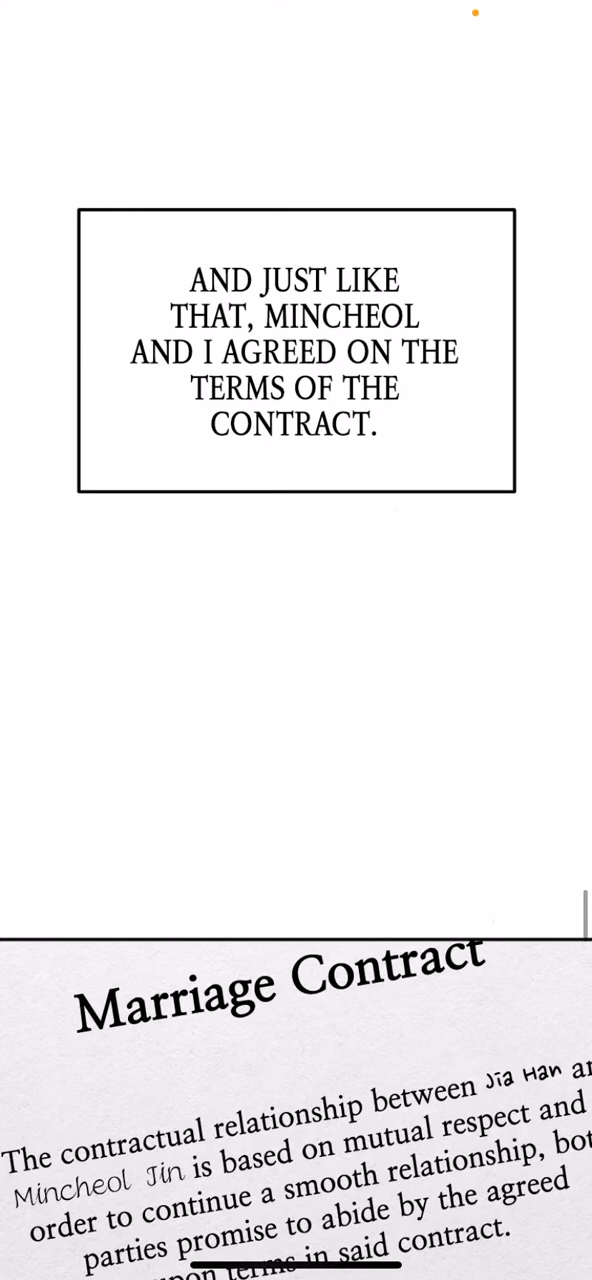 AND JUST LIKE
THAT, MINCHEOL
AND I AGREED ON THE
TERMS OF THE
CONTRACT.
Marriage Contract
The contractual relationship between Jia Han
Mincheol Jin is based on mutual respect and
order to continue a smooth relationship,
parties promise to abide by the agreed
terms in said contract.